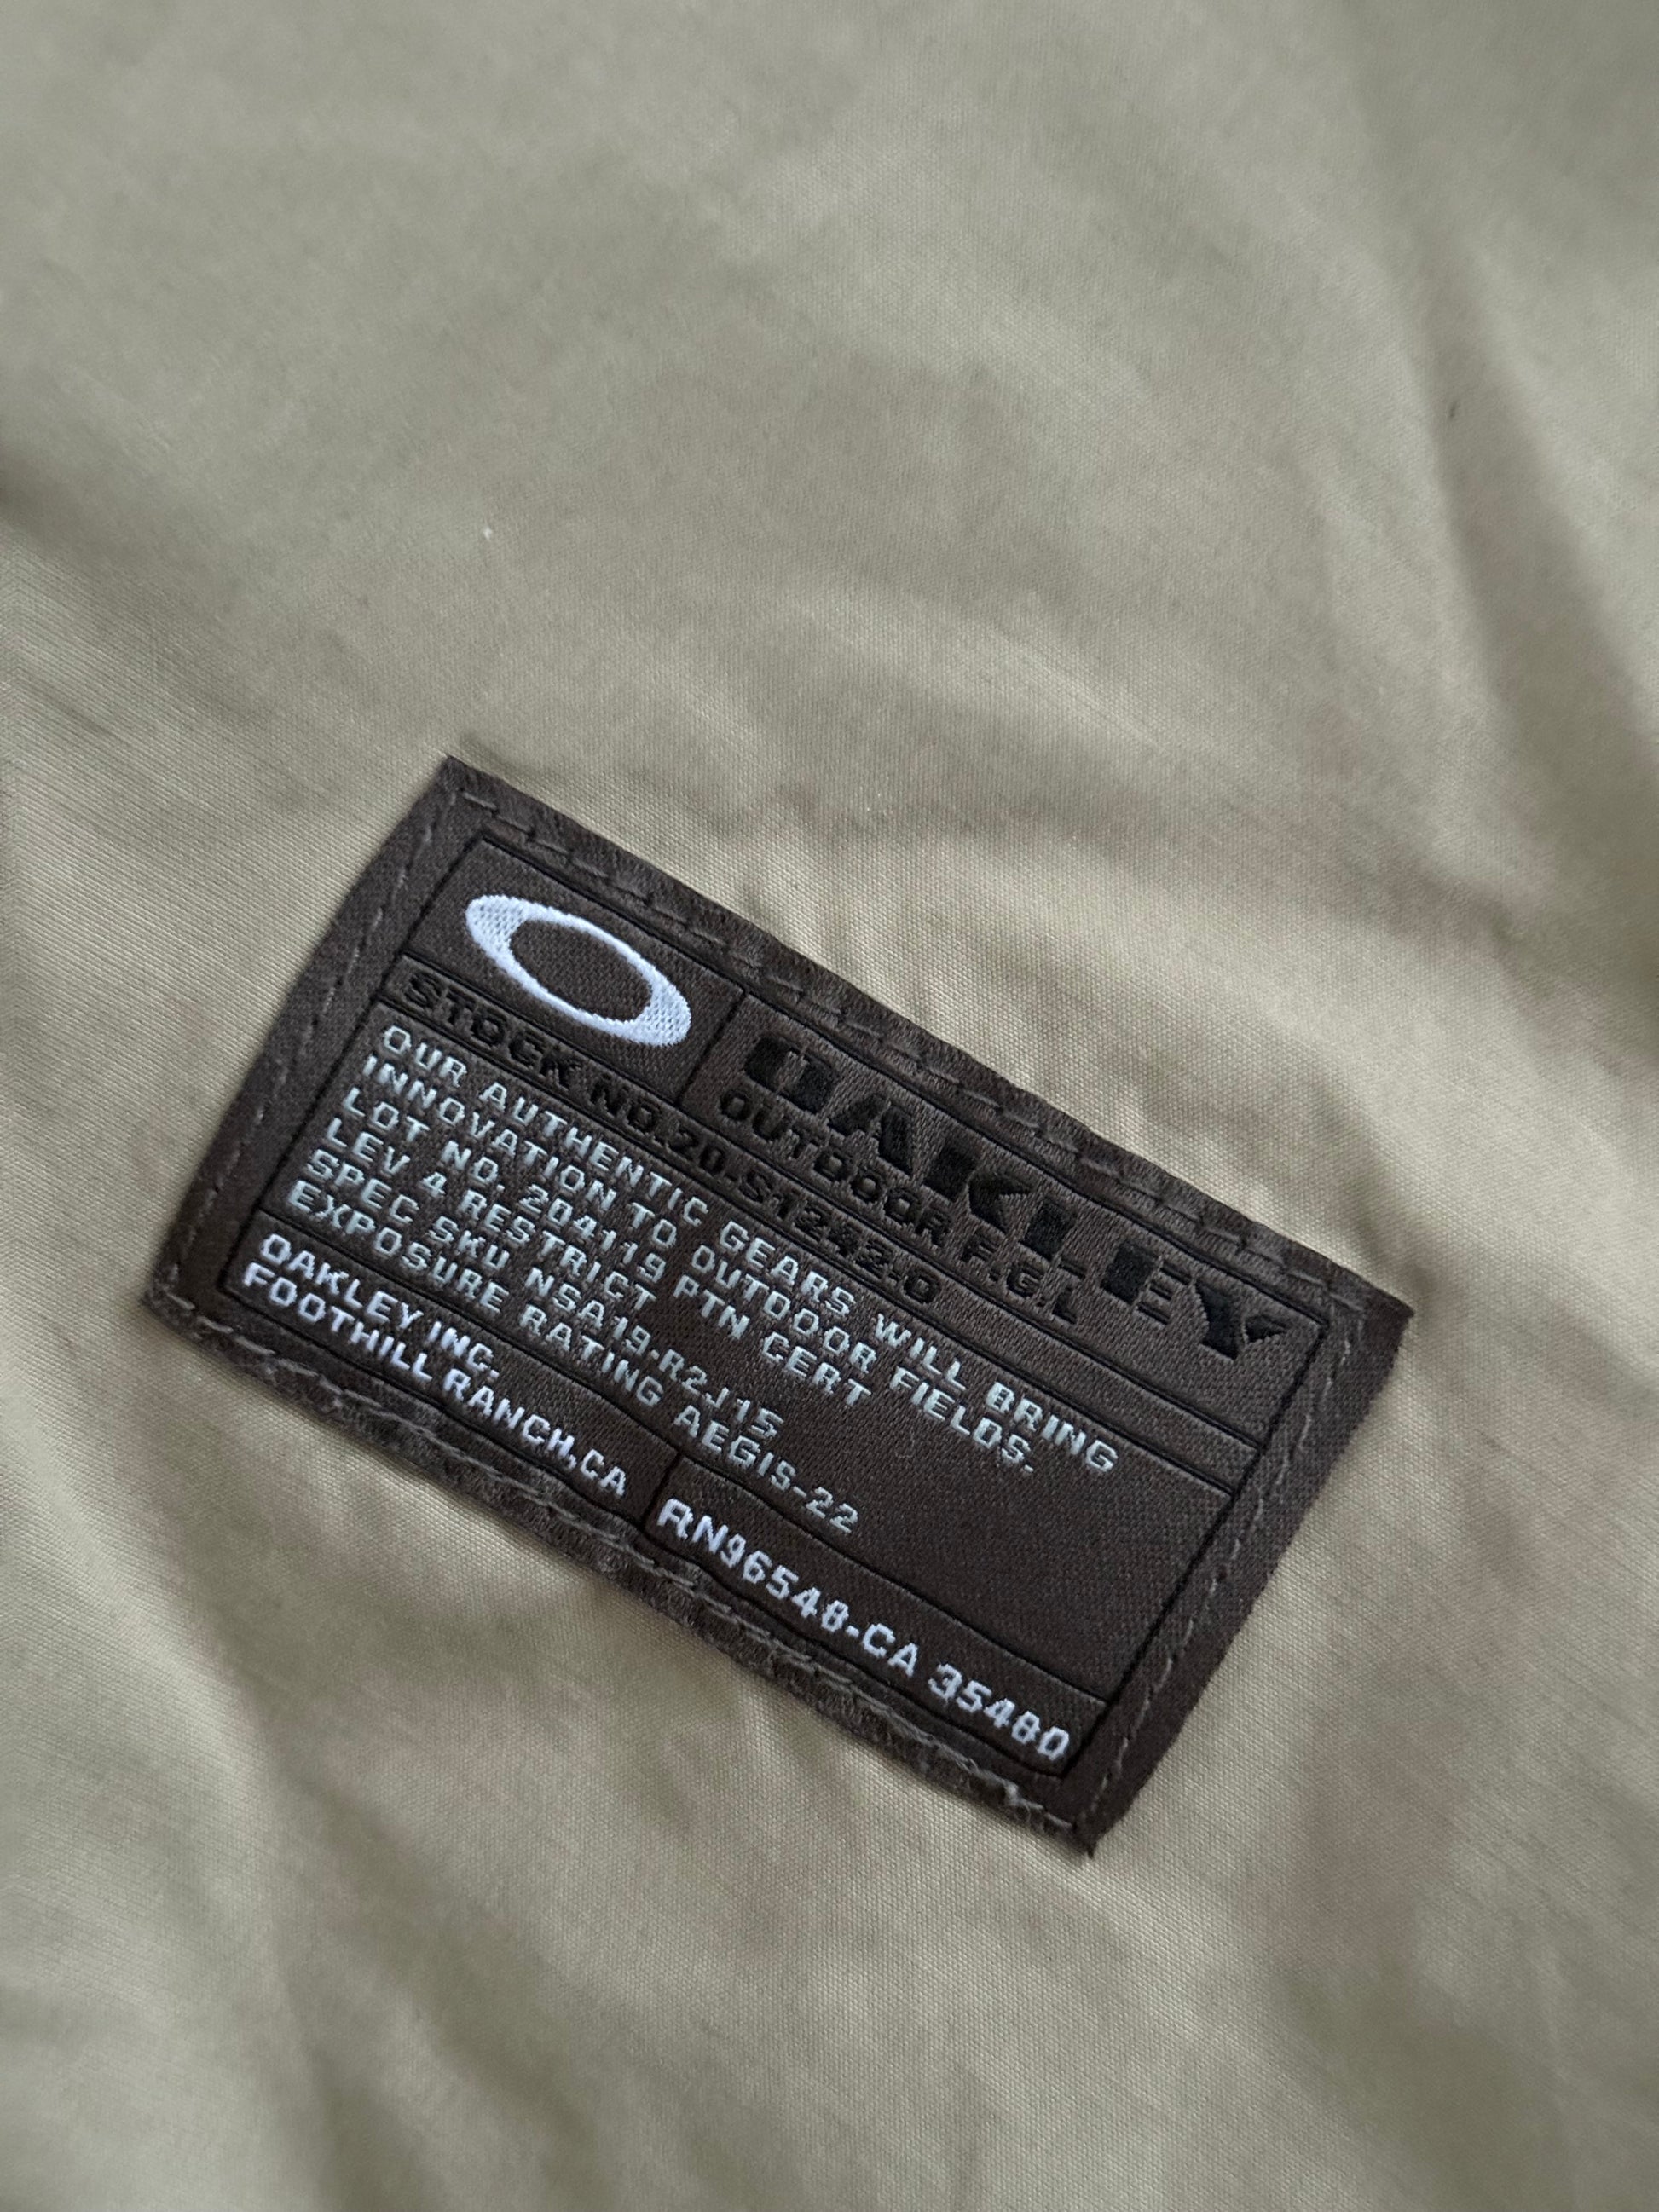 OAKLEY
OUTDOOR F.G.L
STOCK NO.20.S1242.0
OUR AUTHENTIC GEARS WILL BRING
INNOVATION TO OUTDOOR FIELDS.
LOT NO. 204119 PTN CERT
LEV 4 RESTRICT
SPEC SKU NSA19.R2J15
EXPOSURE RATING AEGIS-22
OAKLEY INC.
FOOTHILL RANCH,CA
RN96548-CA 35480